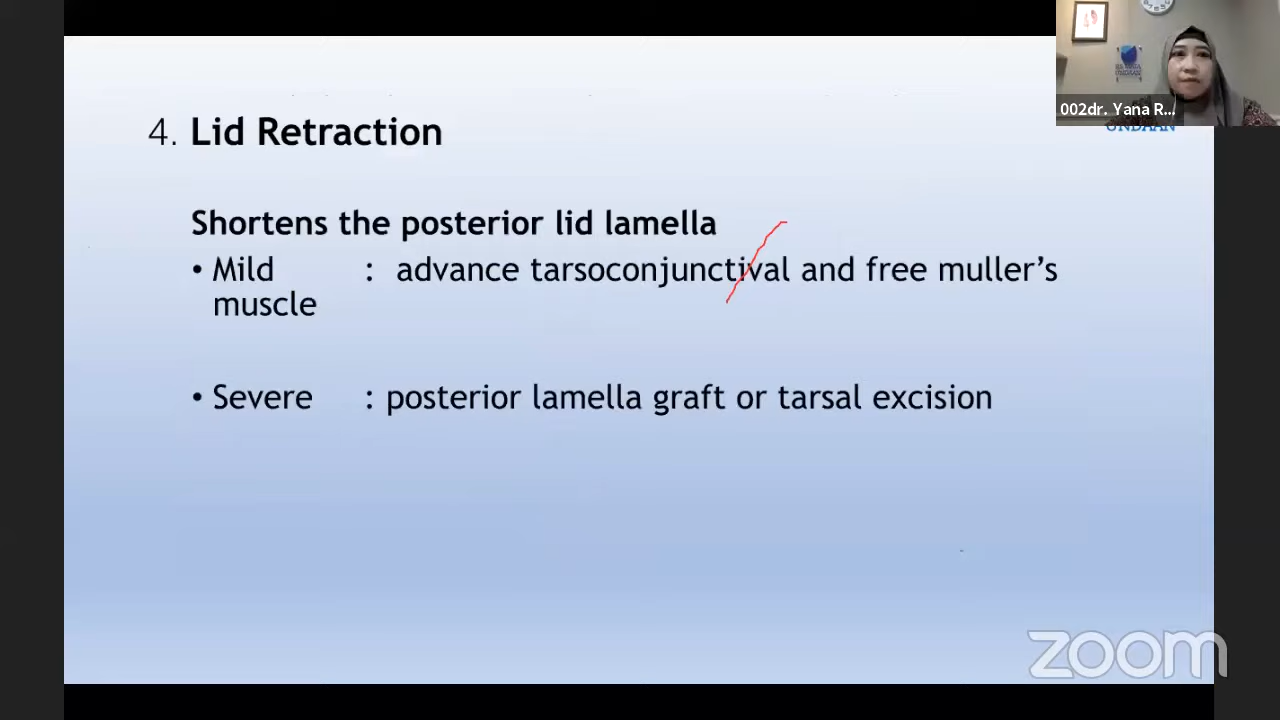 002dr. Yana R...
UNDAAN
4. Lid Retraction
Shortens the posterior lid lamella
• Mild : advance tarsoconjunctival and free muller’s
muscle
• Severe : posterior lamella graft or tarsal excision
zoom